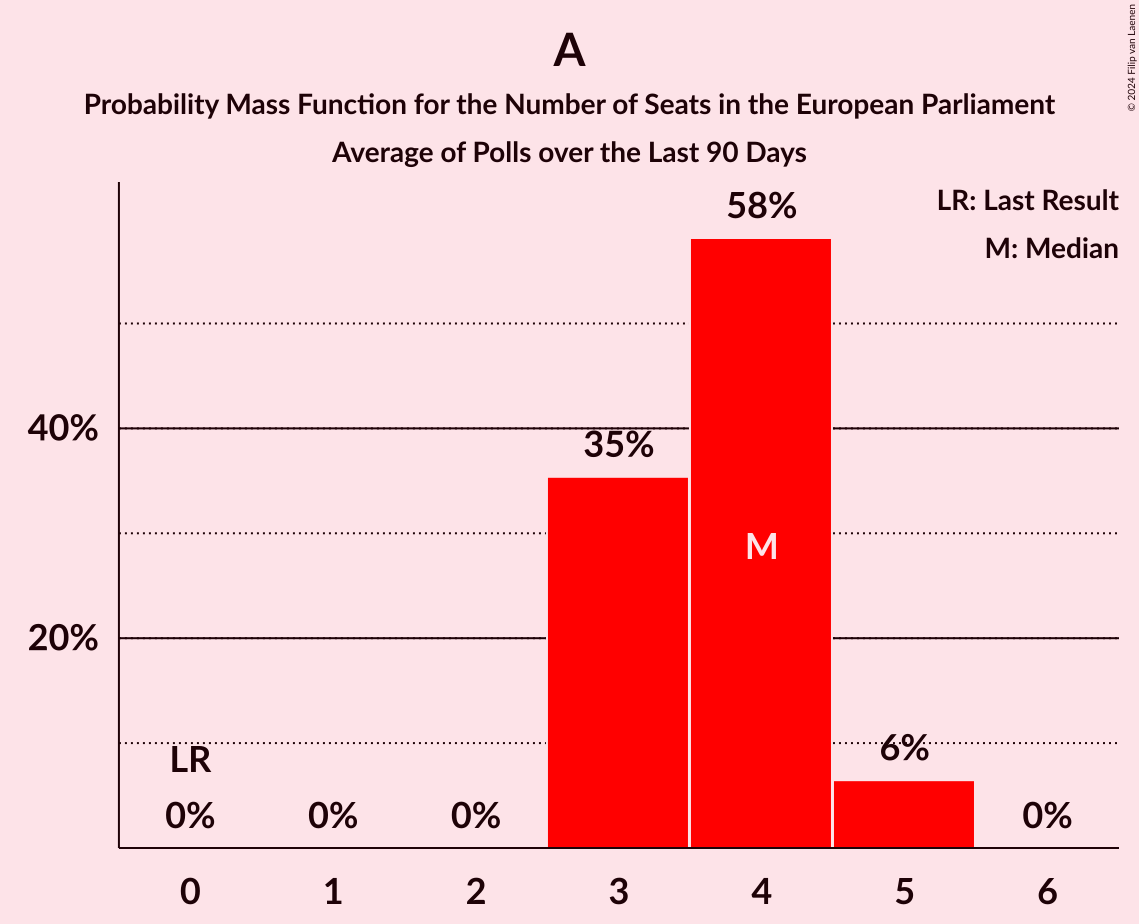 A
Probability Mass Function for the Number of Seats in the European Parliament
Average of Polls over the Last 90 Days
© 2024 Filip van Laenen
LR: Last Result
M: Median
58%
40%
35%
M
20%
LR
6%
0%
0%
0%
0%
0 1 2 3 4 5 6